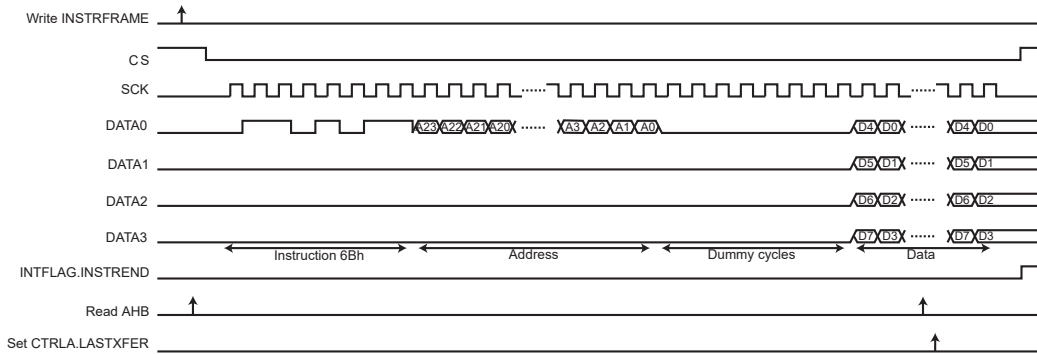 Write INSTRFRAME
CS
SCK ...... ......
DATA0 A23 A22 A21 A20 ...... A3 A2 A1 A0 D4 D0 ...... D4 D0
DATA1 D5 D1 ...... D5 D1
DATA2 D6 D2 ...... D6 D2
DATA3 D7 D3 ...... D7 D3
Instruction 6Bh Address Dummy cycles Data
INTFLAG.INSTREND
Read AHB
Set CTRLA.LASTXFER